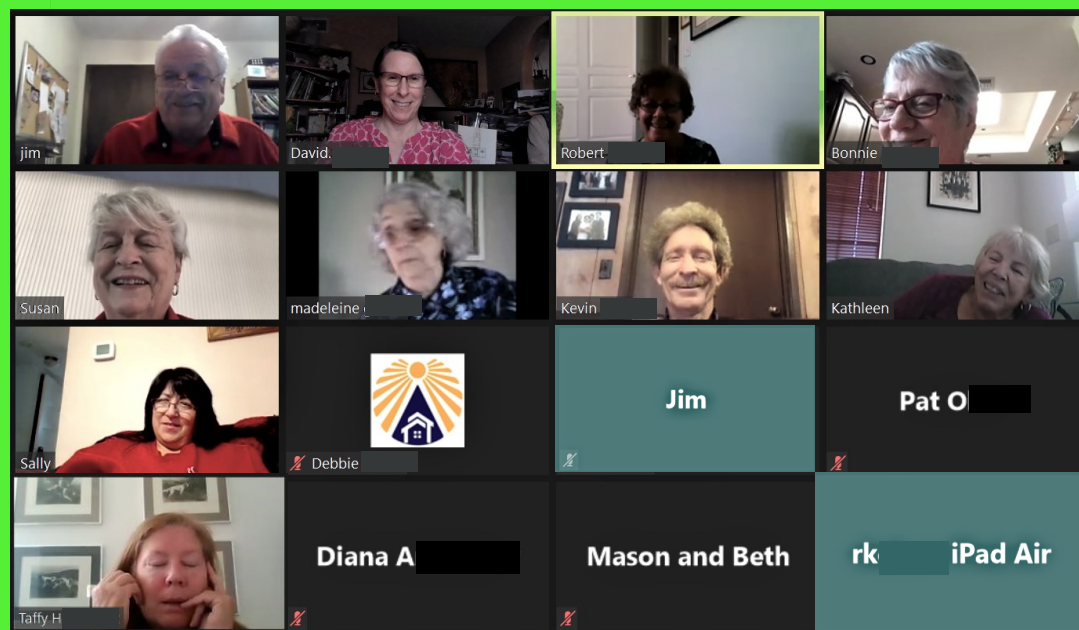 jim
David.
Robert
Bonnie
Susan
madeleine
Kevin
Kathleen
Sally
Debbie
Jim
Pat O
Taffy H
Diana A
Mason and Beth
rk iPad Air